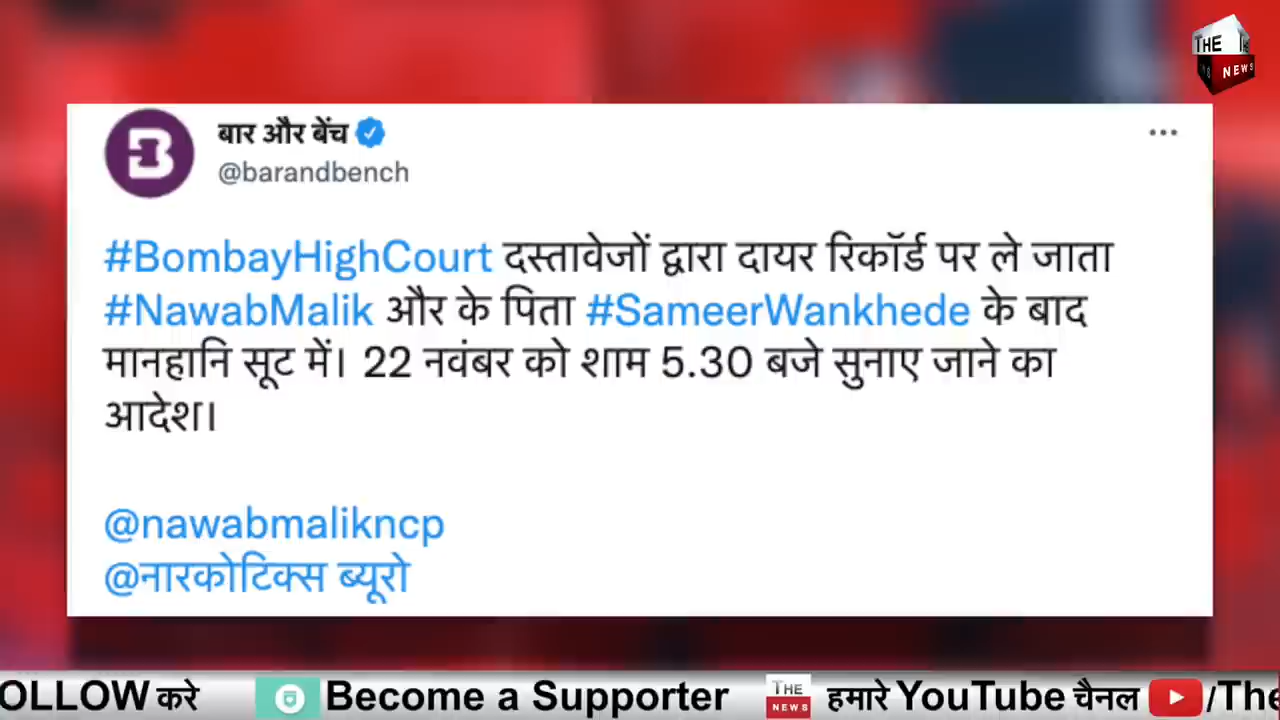 THE
NEWS
बार और बेंच
@barandbench
#BombayHighCourt दस्तावेजों द्वारा दायर रिकॉर्ड पर ले जाता
#NawabMalik और के पिता #SameerWankhede के बाद
मानहानि सूट में। 22 नवंबर को शाम 5.30 बजे सुनाए जाने का
आदेश।
@nawabmalikncp
@नारकोटिक्स ब्यूरो
OLLOW करे Become a Supporter THE NEWS हमारे YouTube चैनल /The